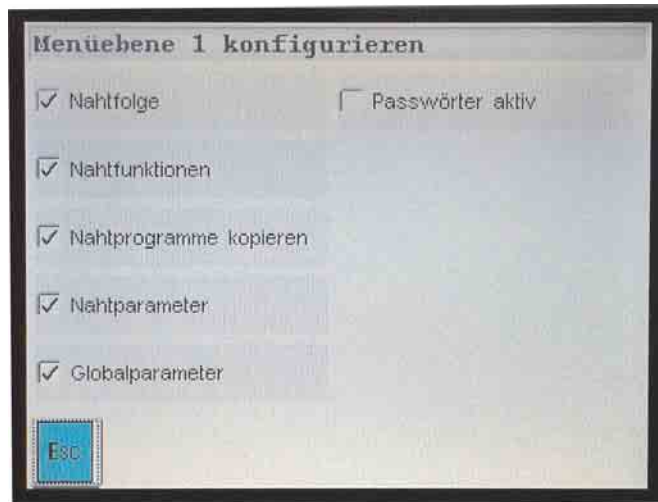 Menüebene 1 konfigurieren
Nahtfolge
Passwörter aktiv
Nahtfunktionen
Nahtprogramme kopieren
Nahtparameter
Globalparameter
Esc